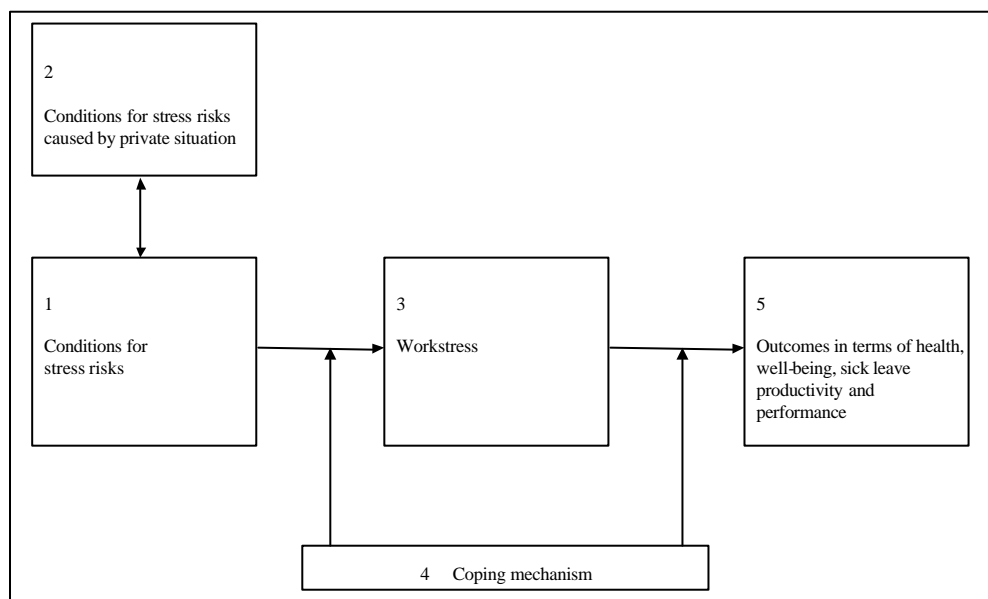 2
Conditions for stress risks
caused by private situation
1
Conditions for
stress risks
3
Workstress
5
Outcomes in terms of health,
well-being, sick leave
productivity and
performance
4 Coping mechanism